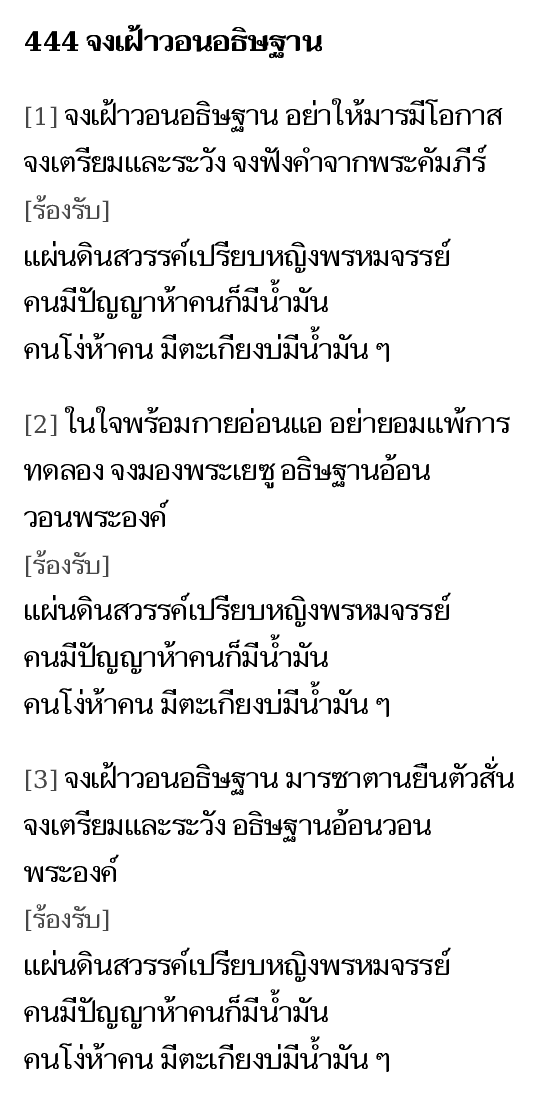 444 จงเฝ้าวอนอธิษฐาน
[1] จงเฝ้าวอนอธิษฐาน อย่าให้มารมีโอกาส
จงเตรียมและระวัง จงฟังคำจากพระคัมภีร์
[ร้องรับ]
แผ่นดินสวรรค์เปรียบหญิงพรหมจรรย์
คนมีปัญญาห้าคนก็มีน้ำมัน
คนโง่ห้าคน มีตะเกียงบ่มีน้ำมัน ๆ
[2] ในใจพร้อมกายอ่อนแอ อย่ายอมแพ้การ
ทดลอง จงมองพระเยซู อธิษฐานอ้อน
วอนพระองค์
[ร้องรับ]
แผ่นดินสวรรค์เปรียบหญิงพรหมจรรย์
คนมีปัญญาห้าคนก็มีน้ำมัน
คนโง่ห้าคน มีตะเกียงบ่มีน้ำมัน ๆ
[3] จงเฝ้าวอนอธิษฐาน มารซาตานยืนตัวสั่น
จงเตรียมและระวัง อธิษฐานอ้อนวอน
พระองค์
[ร้องรับ]
แผ่นดินสวรรค์เปรียบหญิงพรหมจรรย์
คนมีปัญญาห้าคนก็มีน้ำมัน
คนโง่ห้าคน มีตะเกียงบ่มีน้ำมัน ๆ